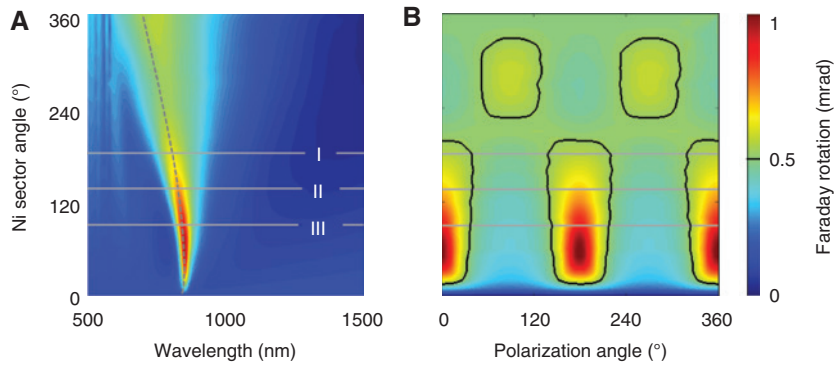 A
B
Ni sector angle (°)
360
240
120
0
I
II
III
500
1000
1500
Wavelength (nm)
0
120
240
360
Polarization angle (°)
1
0.5
0
Faraday rotation (mrad)